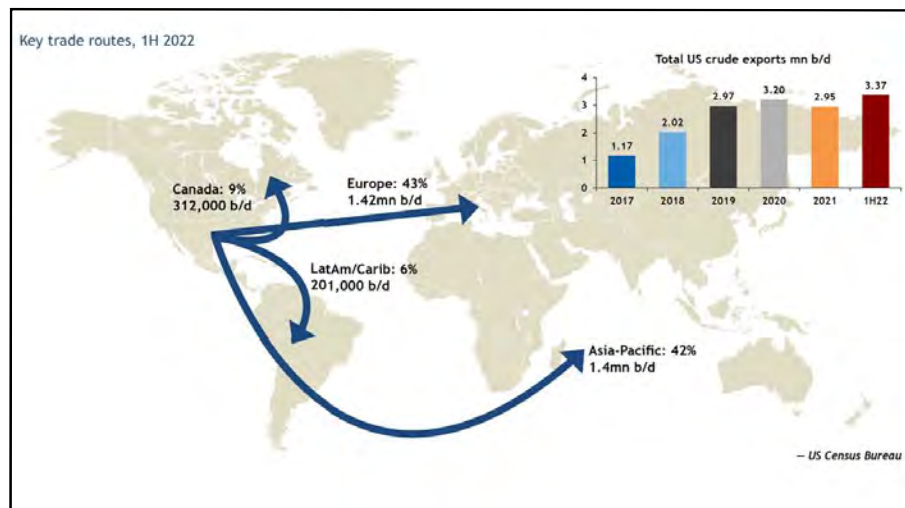 Key trade routes, 1H 2022
Total US crude exports mn b/d
4
3
2
1
0
1.17
2.02
2.97
3.20
2.95
3.37
2017
2018
2019
2020
2021
1H22
Canada: 9%
312,000 b/d
Europe: 43%
1.42mn b/d
LatAm/Carib: 6%
201,000 b/d
Asia-Pacific: 42%
1.4mn b/d
— US Census Bureau